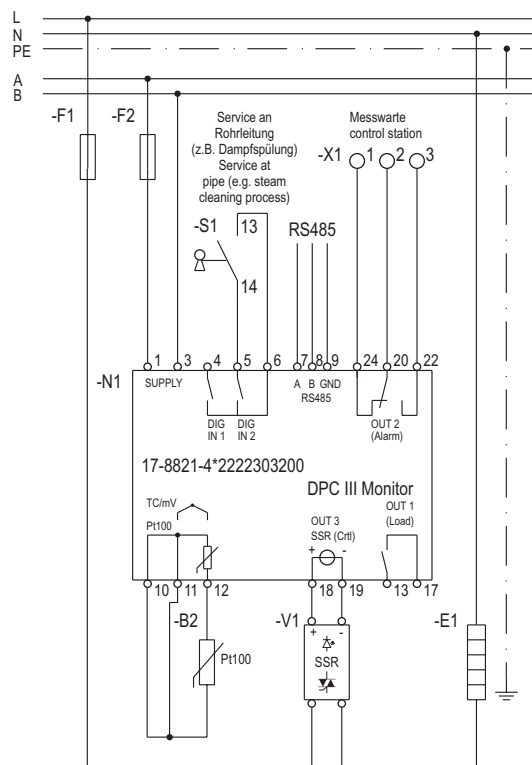 L
N
PE
A
B
-F1
-F2
Service an
Rohrleitung
(z.B. Dampfspülung)
Service at
pipe (e.g. steam
cleaning process)
Messwarte
control station
-X1 1 2 3
-S1 13
14
RS485
1 3 4 5 6 7 8 9 24 20 22
-N1
SUPPLY
A B GND
RS485
DIG
IN 1
DIG
IN 2
OUT 2
(Alarm)
17-8821-4*2222303200
DPC III Monitor
TC/mV
Pt100
OUT 3
SSR (Crtl)
+ -
OUT 1
(Load)
10 11 12 18 19 13 17
-B2
Pt100
-V1
+ -
SSR
-E1